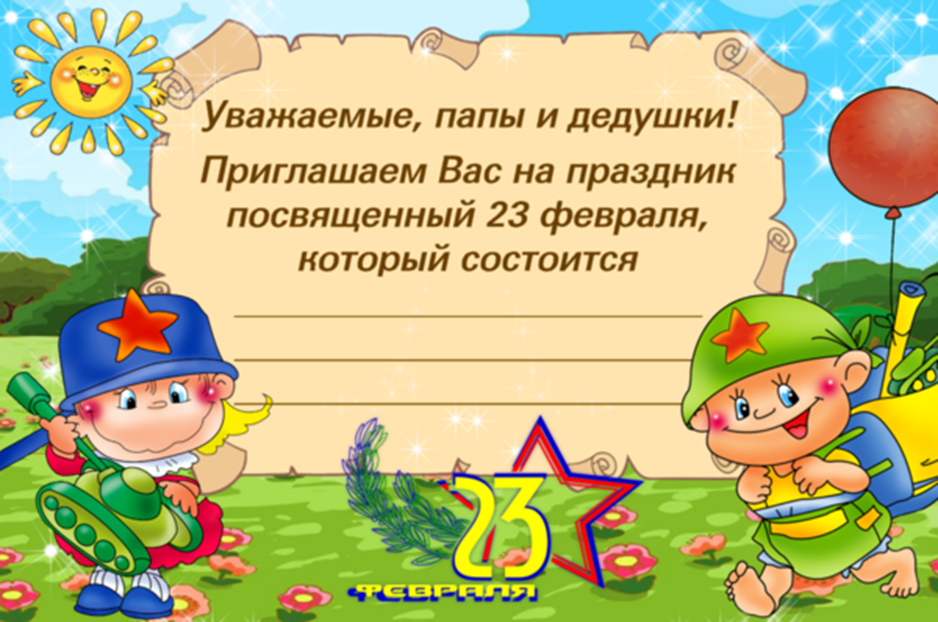 Уважаемые, папы и дедушки!
Приглашаем Вас на праздник
посвященный 23 февраля,
который состоится
23
ФЕВРАЛЯ